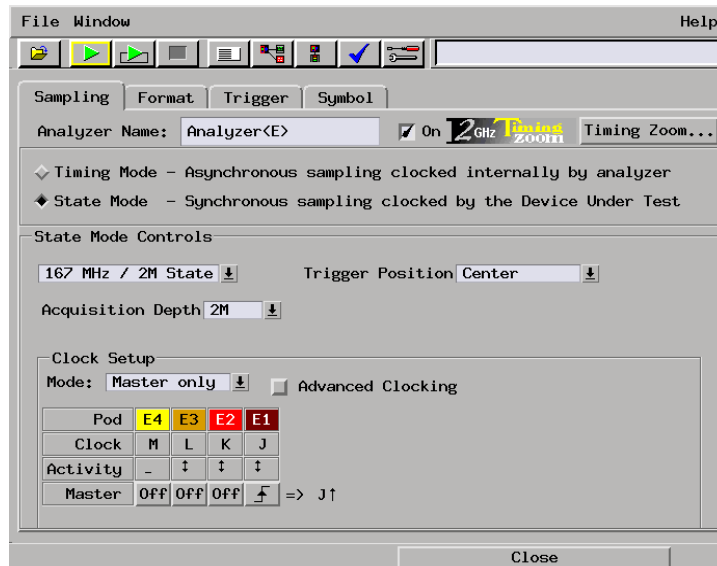 File Window Help
Sampling Format Trigger Symbol
Analyzer Name: Analyzer<E> On 2GHz Timing Zoom Timing Zoom...
Timing Mode - Asynchronous sampling clocked internally by analyzer
State Mode - Synchronous sampling clocked by the Device Under Test
State Mode Controls
167 MHz / 2M State Trigger Position Center
Acquisition Depth 2M
Clock Setup
Mode: Master only Advanced Clocking
Pod E4 E3 E2 E1
Clock M L K J
Activity _ ↕ ↕ ↕
Master Off Off Off => J↑
Close